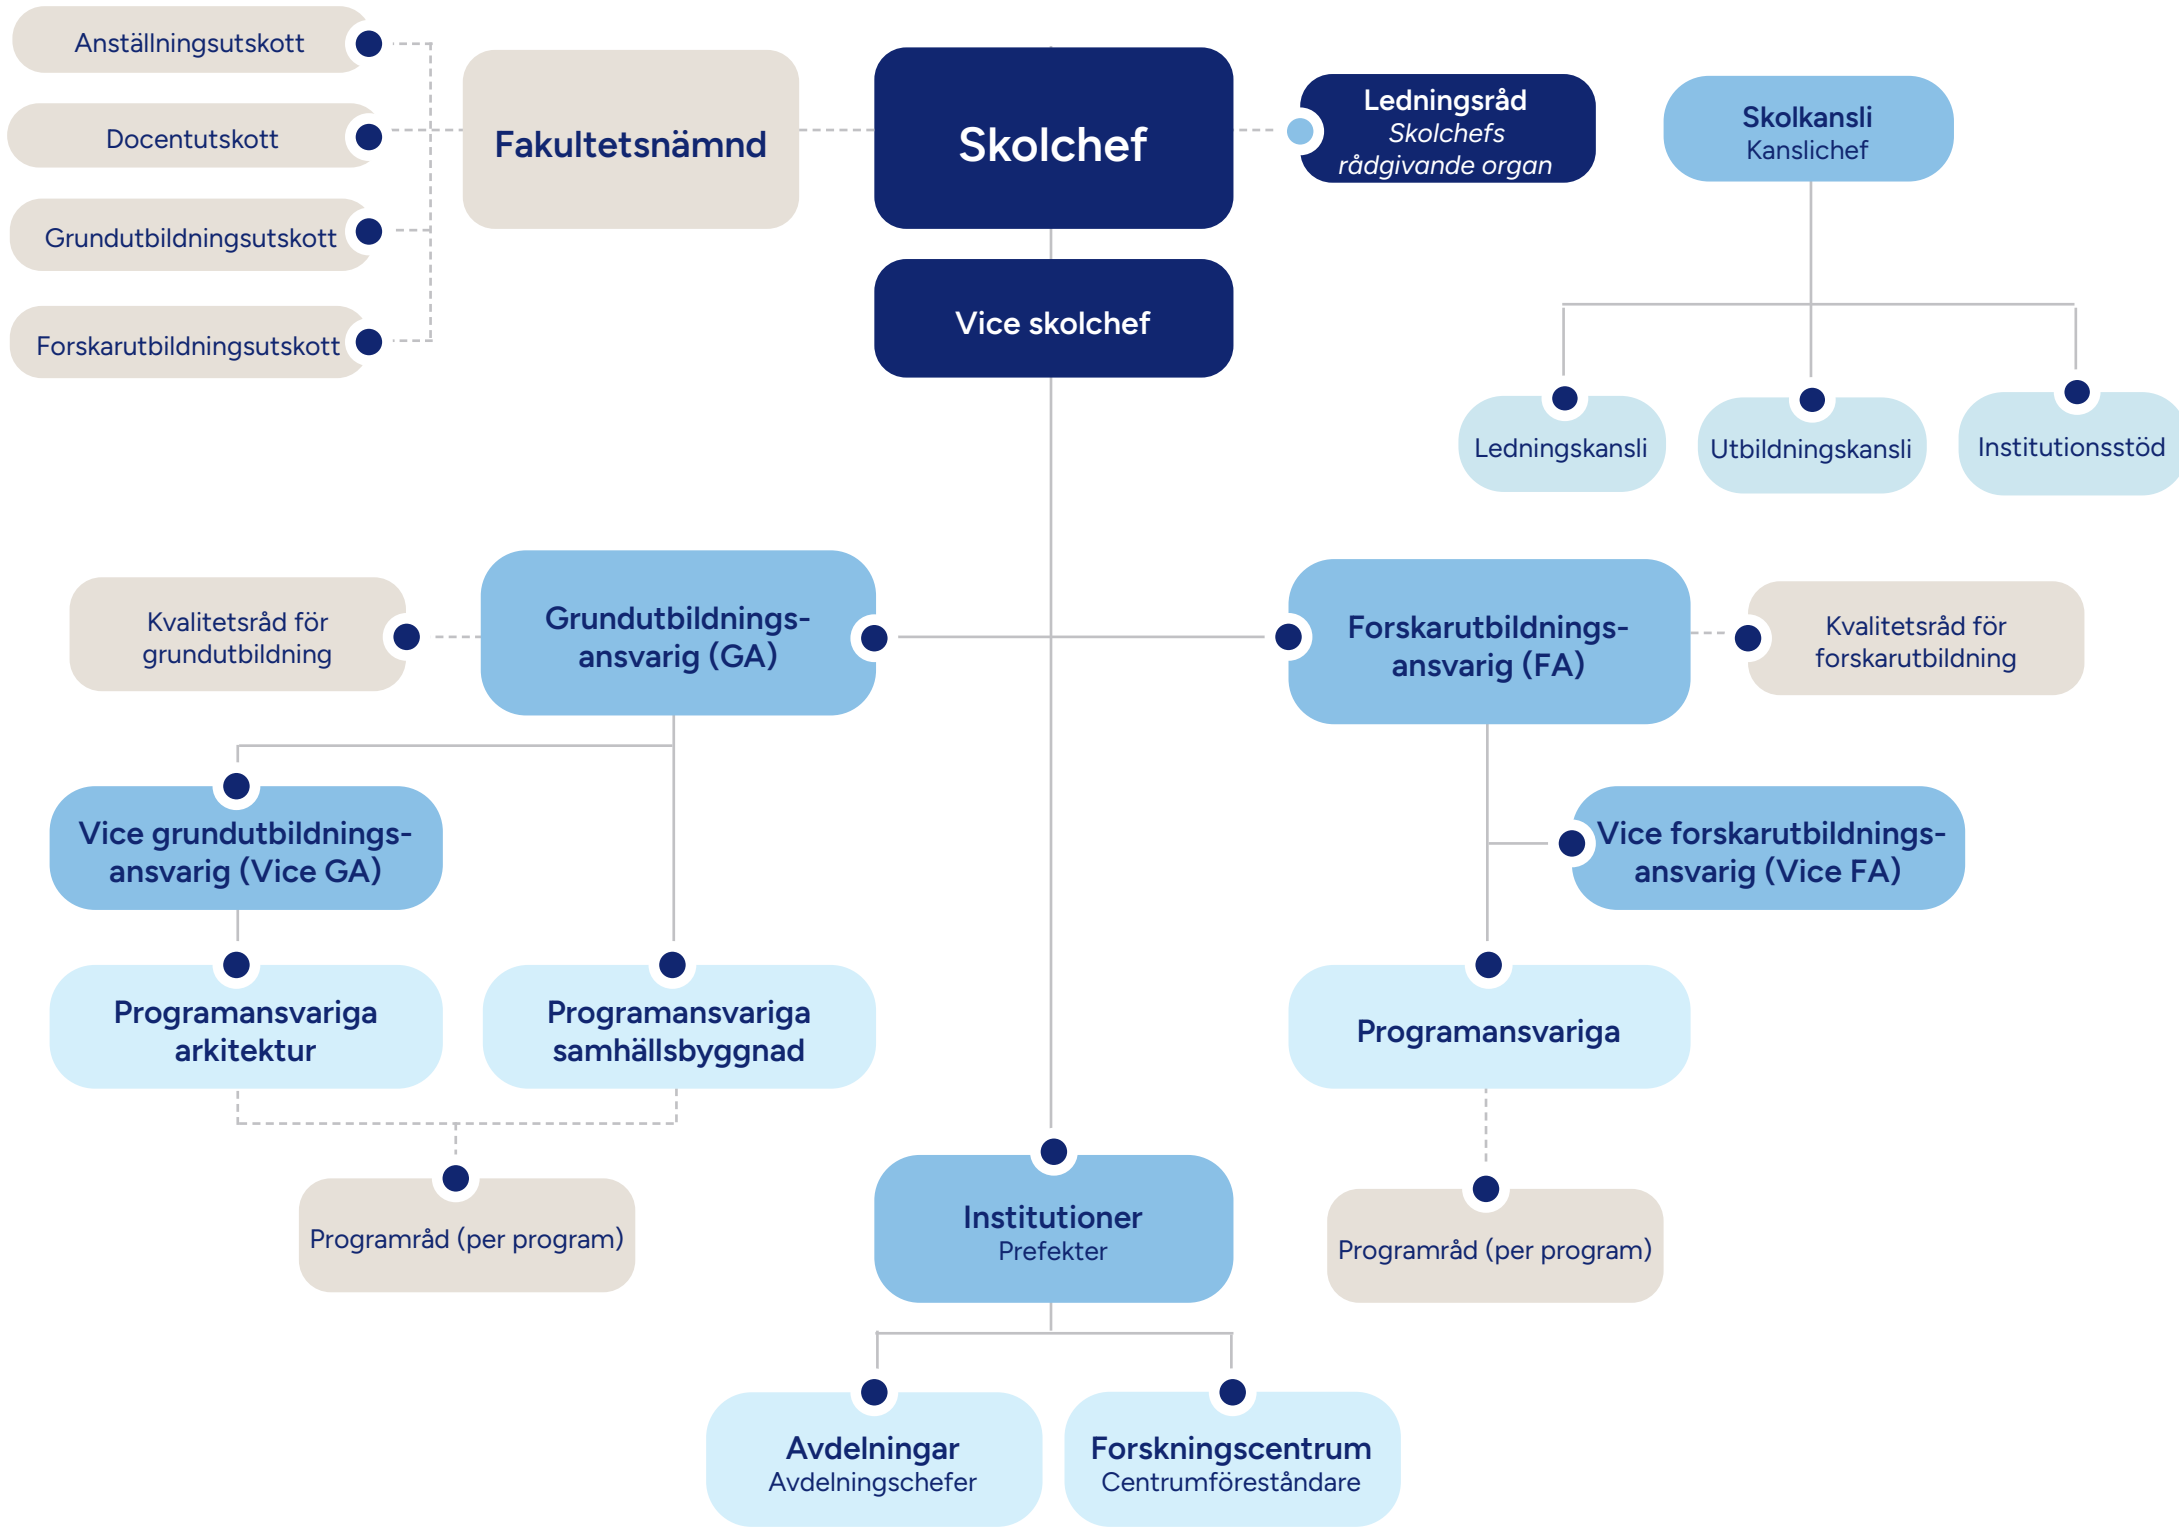 Anställningsutskott
Docentutskott
Grundutbildningsutskott
Forskarutbildningsutskott
Fakultetsnämnd
Skolchef
Vice skolchef
Ledningsråd
Skolchefs
rådgivande organ
Skolkansli
Kanslichef
Ledningskansli
Utbildningskansli
Institutionsstöd
Kvalitetsråd för
grundutbildning
Grundutbildnings-
ansvarig (GA)
Forskarutbildnings-
ansvarig (FA)
Kvalitetsråd för
forskarutbildning
Vice grundutbildnings-
ansvarig (Vice GA)
Vice forskarutbildnings-
ansvarig (Vice FA)
Programansvariga
arkitektur
Programansvariga
samhällsbyggnad
Programansvariga
Programråd (per program)
Institutioner
Prefekter
Programråd (per program)
Avdelningar
Avdelningschefer
Forskningscentrum
Centrumföreståndare